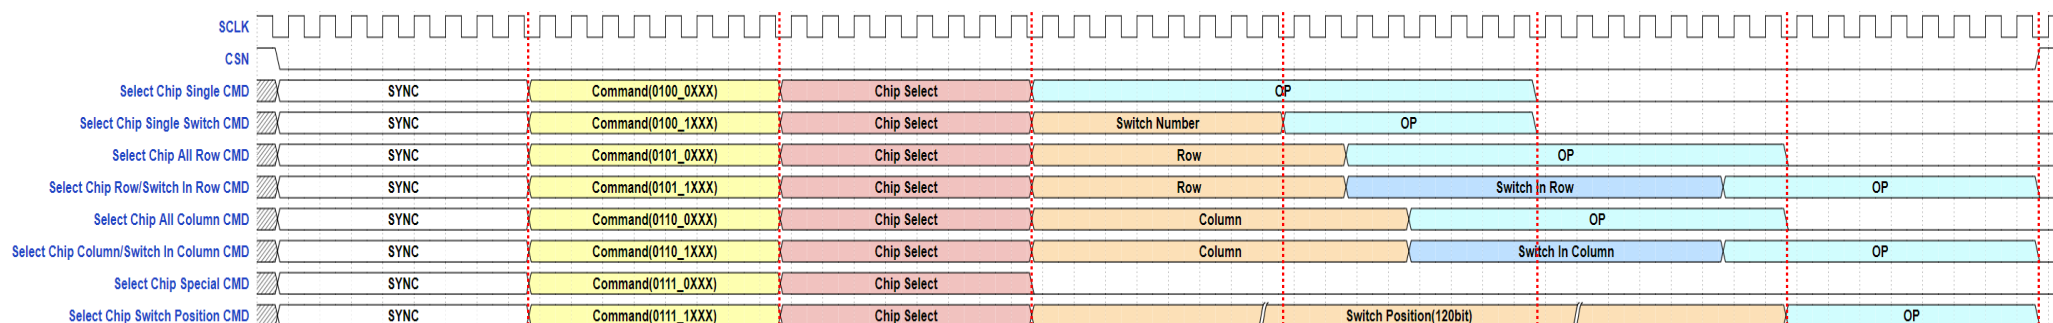 SCLK
CSN
Select Chip Single CMD SYNC Command(0100_0XXX) Chip Select OP
Select Chip Single Switch CMD SYNC Command(0100_1XXX) Chip Select Switch Number OP
Select Chip All Row CMD SYNC Command(0101_0XXX) Chip Select Row OP
Select Chip Row/Switch In Row CMD SYNC Command(0101_1XXX) Chip Select Row Switch In Row OP
Select Chip All Column CMD SYNC Command(0110_0XXX) Chip Select Column OP
Select Chip Column/Switch In Column CMD SYNC Command(0110_1XXX) Chip Select Column Switch In Column OP
Select Chip Special CMD SYNC Command(0111_0XXX) Chip Select
Select Chip Switch Position CMD SYNC Command(0111_1XXX) Chip Select Switch Position(120bit) OP